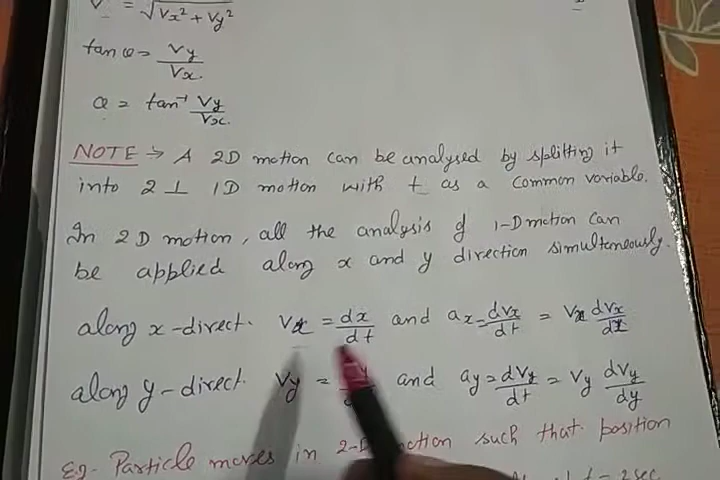 V = √Vx² + Vy²
tan θ = Vy/Vx.
θ = tan⁻¹ Vy/Vx.
NOTE → A 2D motion can be analysed by splitting it
into 2 ⊥ 1D motion with t as a common variable.
In 2D motion, all the analysis of 1-D motion can
be applied along x and y direction simultaneously.
along x-direct. Vx = dx/dt and ax = dVx/dt = Vx dVx/dx
along y-direct. Vy = and ay = dVy/dt = Vy dVy/dy
Eg- Particle moves in 2-D motion such that position
t = 2 sec